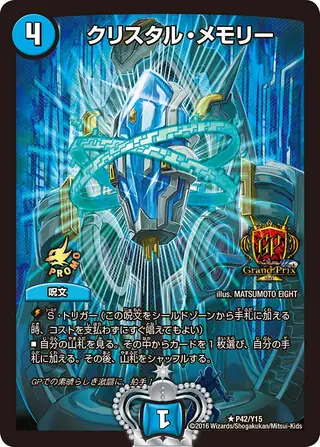 4
クリスタル・メモリー
PROMO
GP
Grand Prix
呪文
illus. MATSUMOTO EIGHT
S・トリガー(この呪文をシールドゾーンから手札に加える
時、コストを支払わずにすぐ唱えてもよい)
■自分の山札を見る。その中からカードを1枚選び、自分の手
札に加える。その後、山札をシャッフルする。
GPでの素晴らしき激闘に、拍手!
1
★P42/Y15
©2016 Wizards/Shogakukan/Mitsui-Kids